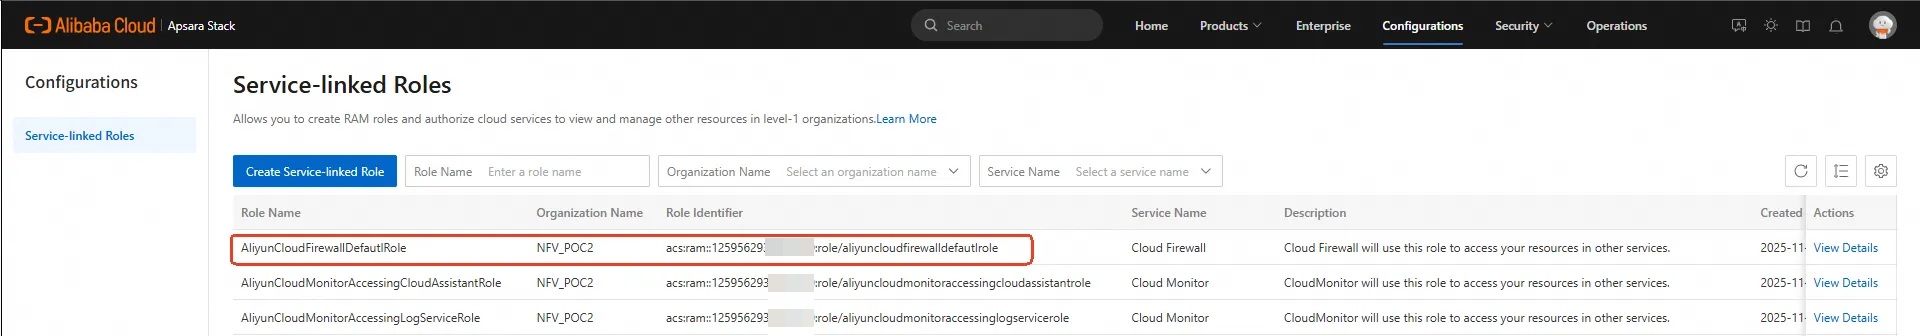 Alibaba Cloud | Apsara Stack Search Home Products Enterprise Configurations Security Operations
Configurations
Service-linked Roles
Service-linked Roles
Allows you to create RAM roles and authorize cloud services to view and manage other resources in level-1 organizations.Learn More
Create Service-linked Role Role Name Enter a role name Organization Name Select an organization name Service Name Select a service name
Role Name Organization Name Role Identifier Service Name Description Created Actions
AliyunCloudFirewallDefautlRole NFV_POC2 acs:ram::125956293 :role/aliyuncloudfirewalldefautlrole Cloud Firewall Cloud Firewall will use this role to access your resources in other services. 2025-11- View Details
AliyunCloudMonitorAccessingCloudAssistantRole NFV_POC2 acs:ram::125956293 :role/aliyuncloudmonitoraccessingcloudassistantrole Cloud Monitor CloudMonitor will use this role to access your resources in other services. 2025-11- View Details
AliyunCloudMonitorAccessingLogServiceRole NFV_POC2 acs:ram::125956293 :role/aliyuncloudmonitoraccessinglogservicerole Cloud Monitor CloudMonitor will use this role to access your resources in other services. 2025-11- View Details